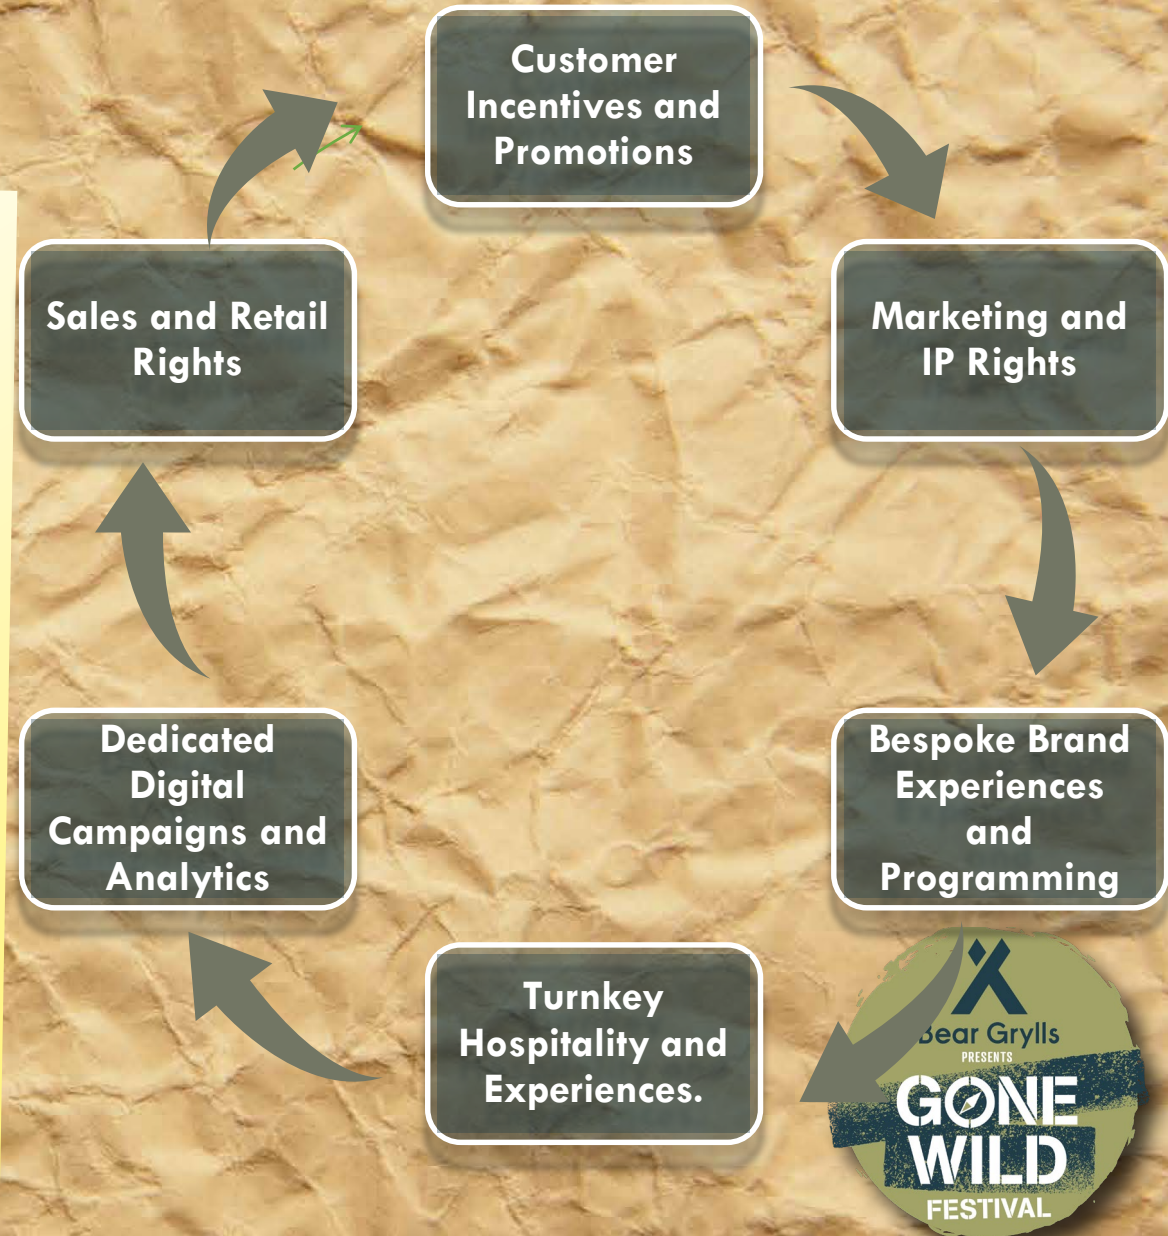 Customer
Incentives and
Promotions
Sales and Retail
Rights
Marketing and
IP Rights
Dedicated
Digital
Campaigns and
Analytics
Bespoke Brand
Experiences
and
Programming
Turnkey
Hospitality and
Experiences.
Bear Grylls
PRESENTS
GONE
WILD
FESTIVAL